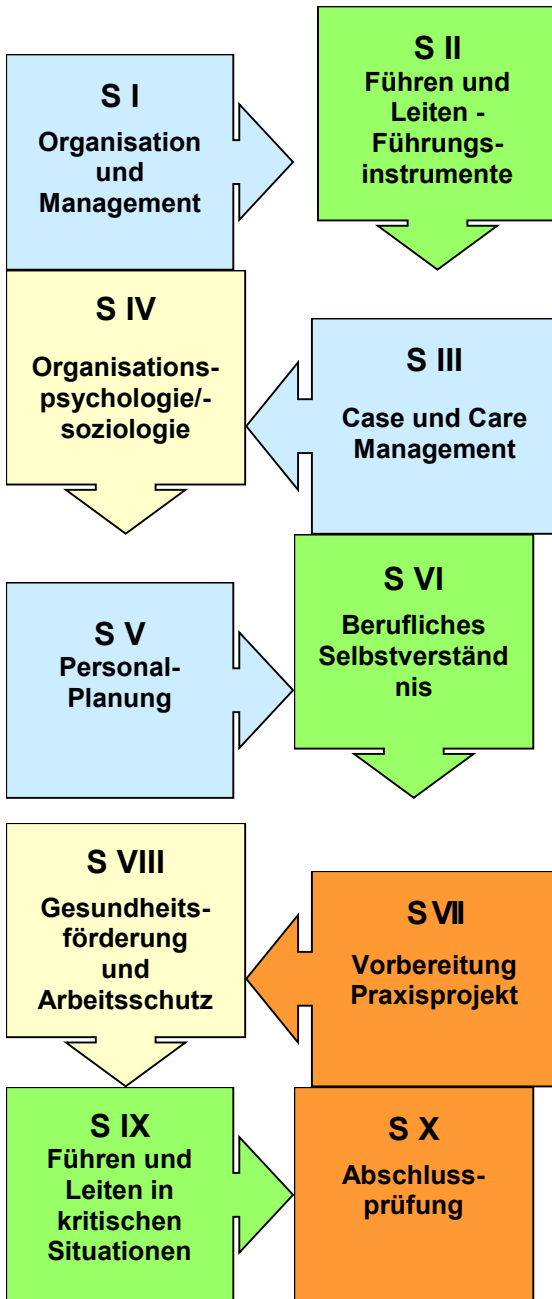 S I
Organisation
und
Management
S II
Führen und
Leiten -
Führungs-
instrumente
S III
Case und Care
Management
S IV
Organisations-
psychologie/-
soziologie
S V
Personal-
Planung
S VI
Berufliches
Selbstverständ
nis
S VII
Vorbereitung
Praxisprojekt
S VIII
Gesundheits-
förderung
und
Arbeitsschutz
S IX
Führen und
Leiten in
kritischen
Situationen
S X
Abschluss-
prüfung